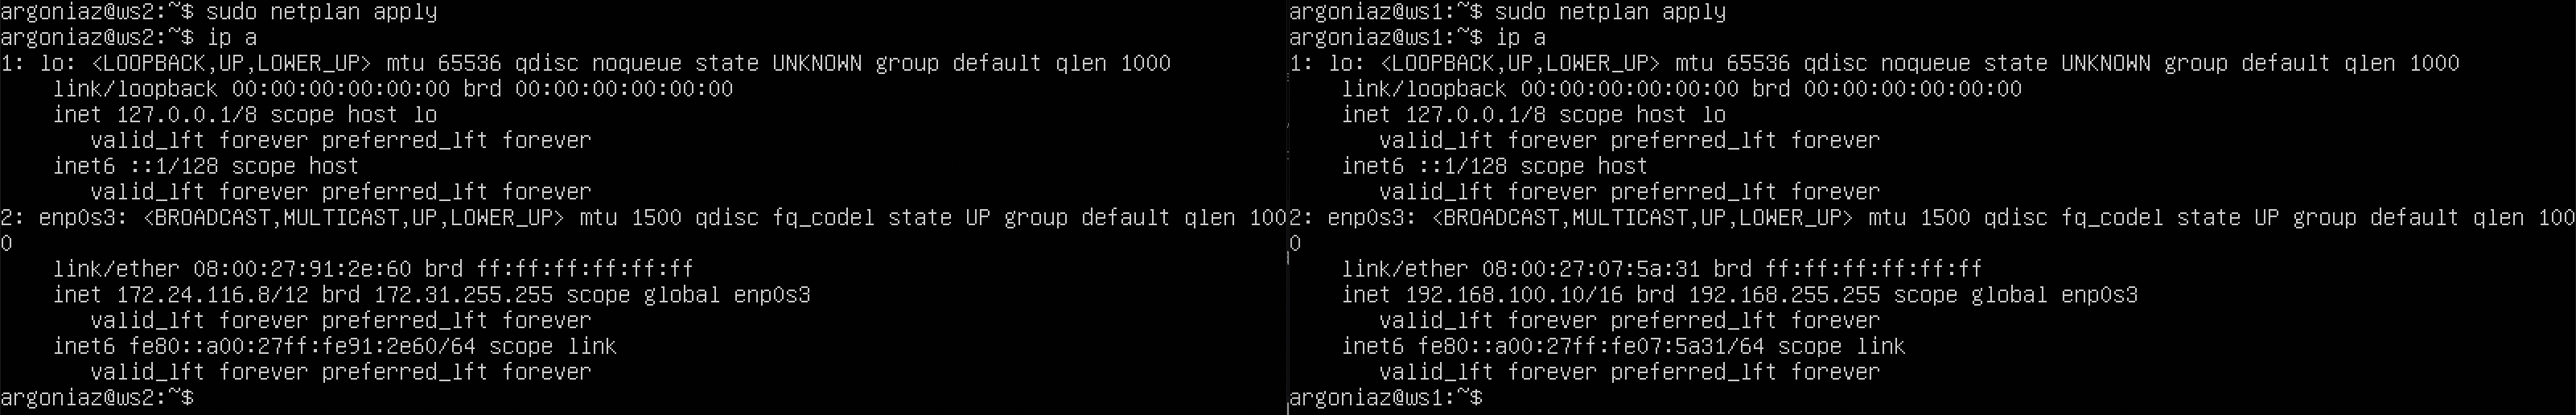 argoniaz@ws2:~$ sudo netplan apply
argoniaz@ws2:~$ ip a
1: lo: <LOOPBACK,UP,LOWER_UP> mtu 65536 qdisc noqueue state UNKNOWN group default qlen 1000
    link/loopback 00:00:00:00:00:00 brd 00:00:00:00:00:00
    inet 127.0.0.1/8 scope host lo
       valid_lft forever preferred_lft forever
    inet6 ::1/128 scope host
       valid_lft forever preferred_lft forever
2: enp0s3: <BROADCAST,MULTICAST,UP,LOWER_UP> mtu 1500 qdisc fq_codel state UP group default qlen 100
0
    link/ether 08:00:27:91:2e:60 brd ff:ff:ff:ff:ff:ff
    inet 172.24.116.8/12 brd 172.31.255.255 scope global enp0s3
       valid_lft forever preferred_lft forever
    inet6 fe80::a00:27ff:fe91:2e60/64 scope link
       valid_lft forever preferred_lft forever
argoniaz@ws2:~$
argoniaz@ws1:~$ sudo netplan apply
argoniaz@ws1:~$ ip a
1: lo: <LOOPBACK,UP,LOWER_UP> mtu 65536 qdisc noqueue state UNKNOWN group default qlen 1000
    link/loopback 00:00:00:00:00:00 brd 00:00:00:00:00:00
    inet 127.0.0.1/8 scope host lo
       valid_lft forever preferred_lft forever
    inet6 ::1/128 scope host
       valid_lft forever preferred_lft forever
2: enp0s3: <BROADCAST,MULTICAST,UP,LOWER_UP> mtu 1500 qdisc fq_codel state UP group default qlen 100
0
    link/ether 08:00:27:07:5a:31 brd ff:ff:ff:ff:ff:ff
    inet 192.168.100.10/16 brd 192.168.255.255 scope global enp0s3
       valid_lft forever preferred_lft forever
    inet6 fe80::a00:27ff:fe07:5a31/64 scope link
       valid_lft forever preferred_lft forever
argoniaz@ws1:~$